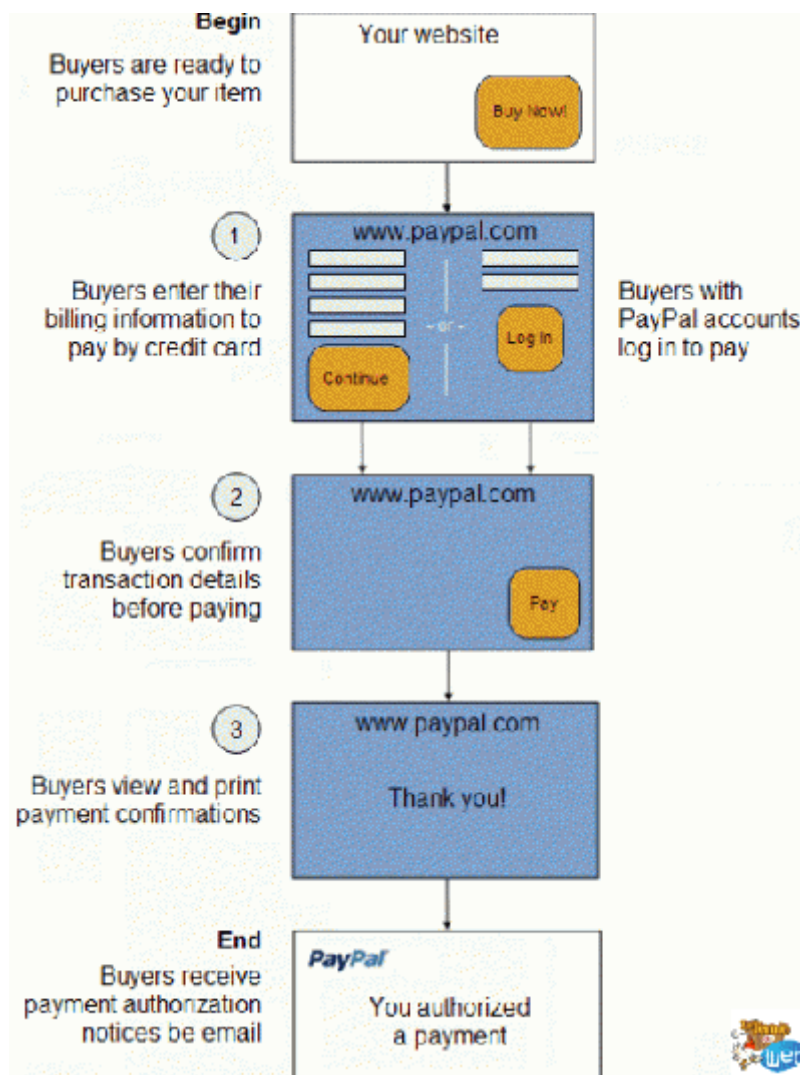 Begin
Buyers are ready to
purchase your item
Your website
Buy Now!
1
Buyers enter their
billing information to
pay by credit card
www.paypal.com
- or -
Continue
Log In
Buyers with
PayPal accounts
log in to pay
2
Buyers confirm
transaction details
before paying
www.paypal.com
Pay
3
Buyers view and print
payment confirmations
www.paypal.com
Thank you!
End
Buyers receive
payment authorization
notices be email
PayPal
You authorized
a payment
web